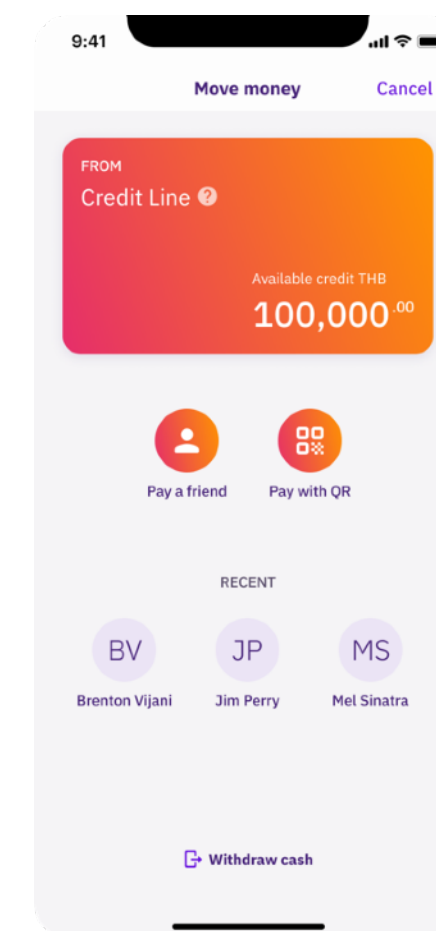 9:41
Move money Cancel
FROM
Credit Line ?
Available credit THB
100,000.00
Pay a friend Pay with QR
RECENT
BV JP MS
Brenton Vijani Jim Perry Mel Sinatra
Withdraw cash